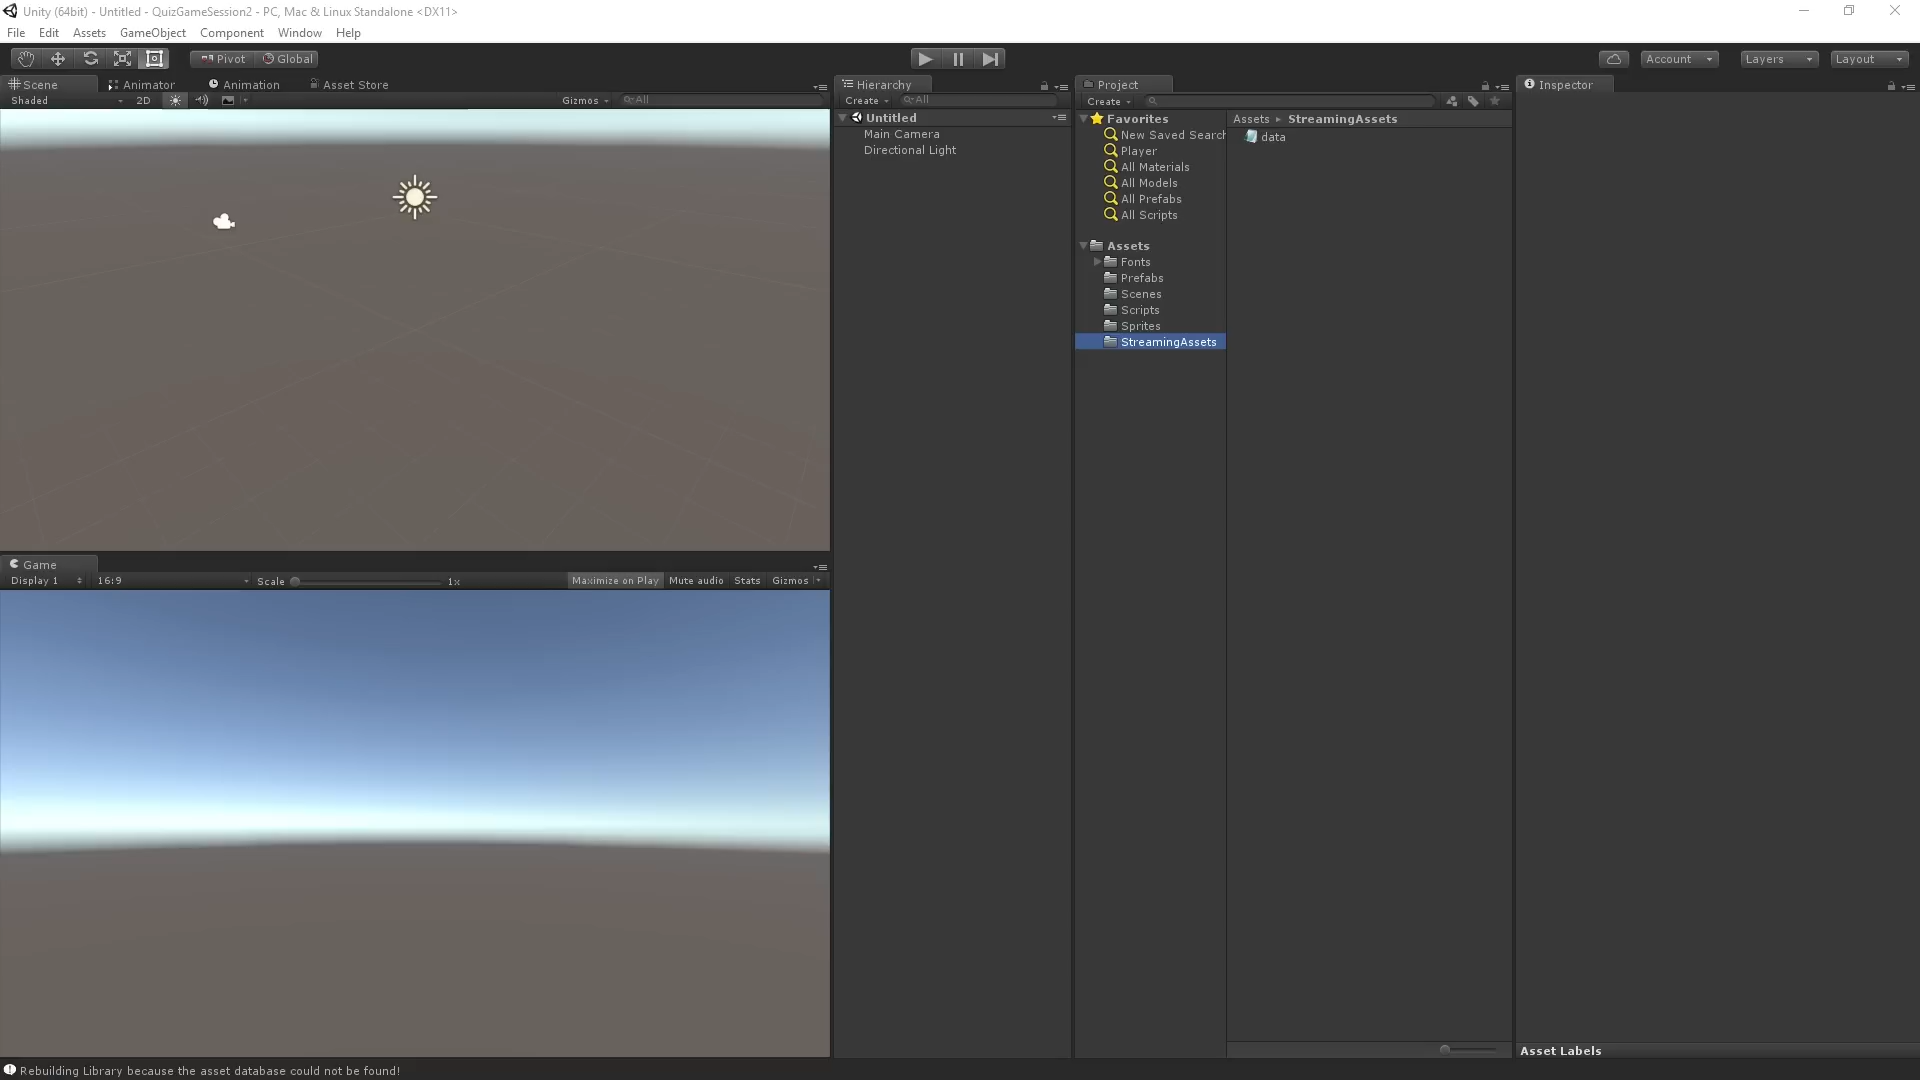 Unity (64bit) - Untitled - QuizGameSession2 - PC, Mac & Linux Standalone <DX11>
File Edit Assets GameObject Component Window Help
Pivot Global Account Layers Layout
Scene Animator Animation Asset Store
Shaded 2D Gizmos All
Hierarchy
Create All
Untitled
Main Camera
Directional Light
Project
Create
Favorites
New Saved Search
Player
All Materials
All Models
All Prefabs
All Scripts
Assets
Fonts
Prefabs
Scenes
Scripts
Sprites
StreamingAssets
Assets StreamingAssets
data
Inspector
Game
Display 1 16:9 Scale 1x Maximize on Play Mute audio Stats Gizmos
Asset Labels
Rebuilding Library because the asset database could not be found!